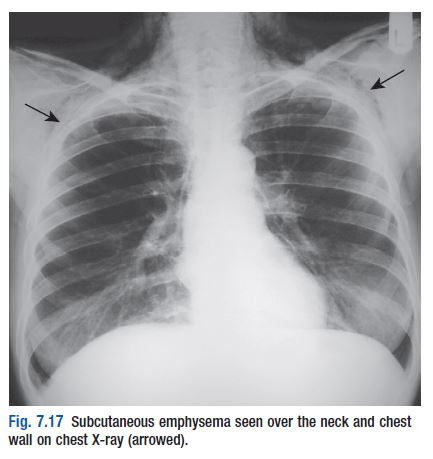 L
Fig. 7.17 Subcutaneous emphysema seen over the neck and chest
wall on chest X-ray (arrowed).